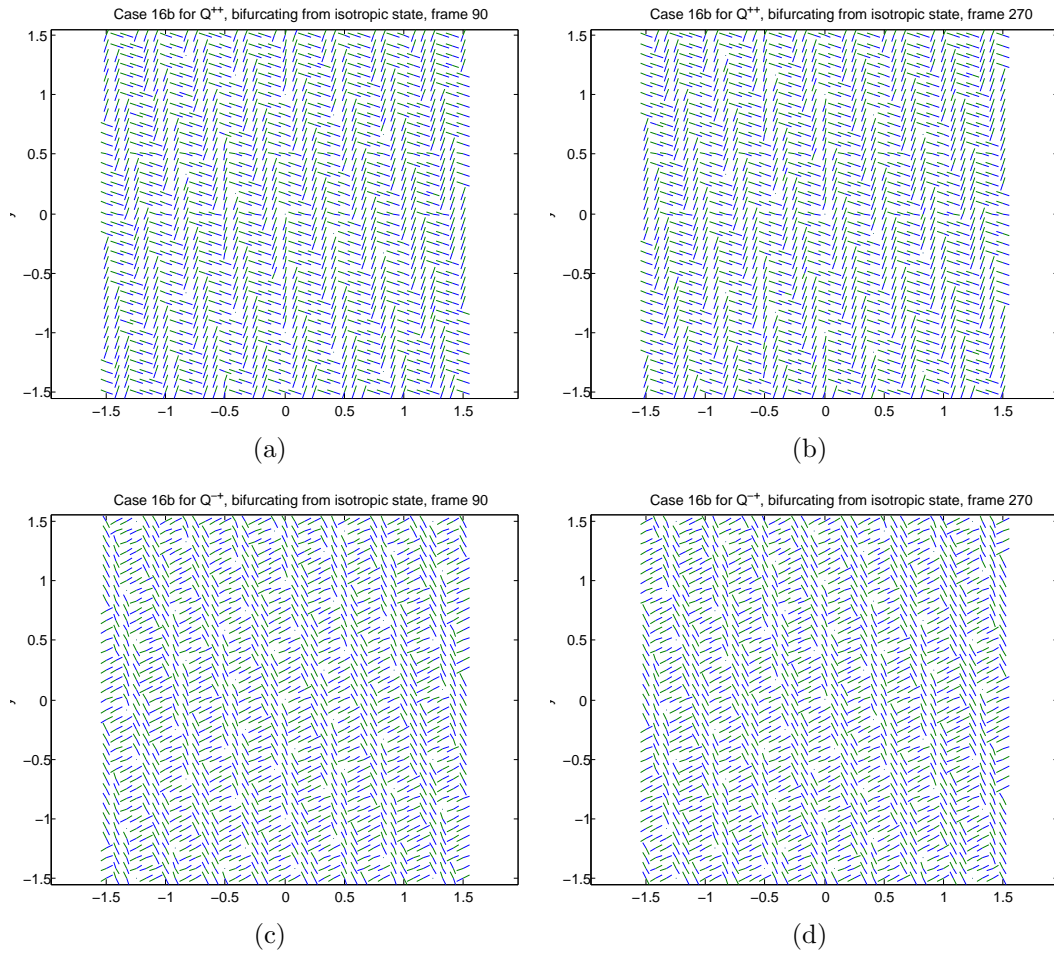 Case 16b for Q++, bifurcating from isotropic state, frame 90
1.5
1
0.5
0
−0.5
−1
−1.5
−1.5 −1 −0.5 0 0.5 1 1.5
(a)
Case 16b for Q++, bifurcating from isotropic state, frame 270
1.5
1
0.5
0
−0.5
−1
−1.5
−1.5 −1 −0.5 0 0.5 1 1.5
(b)
Case 16b for Q−+, bifurcating from isotropic state, frame 90
1.5
1
0.5
0
−0.5
−1
−1.5
−1.5 −1 −0.5 0 0.5 1 1.5
(c)
Case 16b for Q−+, bifurcating from isotropic state, frame 270
1.5
1
0.5
0
−0.5
−1
−1.5
−1.5 −1 −0.5 0 0.5 1 1.5
(d)